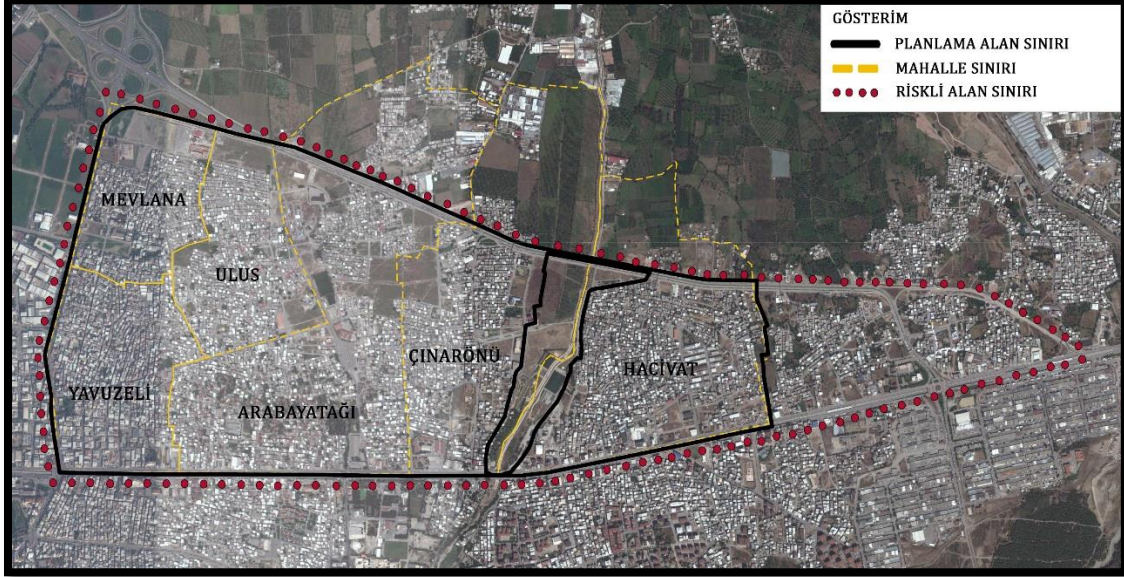 GÖSTERİM
PLANLAMA ALAN SINIRI
MAHALLE SINIRI
RİSKLİ ALAN SINIRI
MEVLANA
ULUS
ÇINARÖNÜ
HACİVAT
YAVUZELİ
ARABAYATAĞI